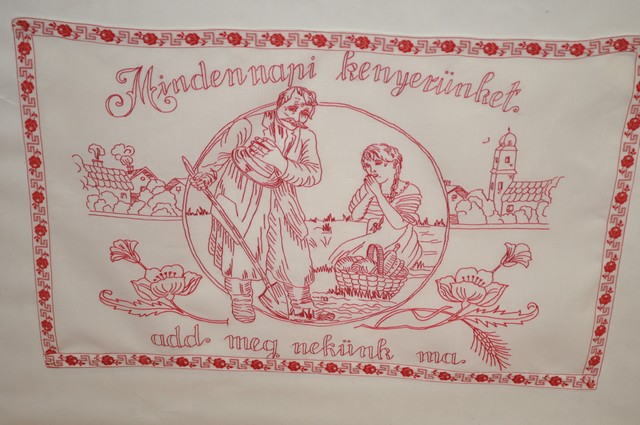 Mindennapi kenyerünket
add meg nekünk ma